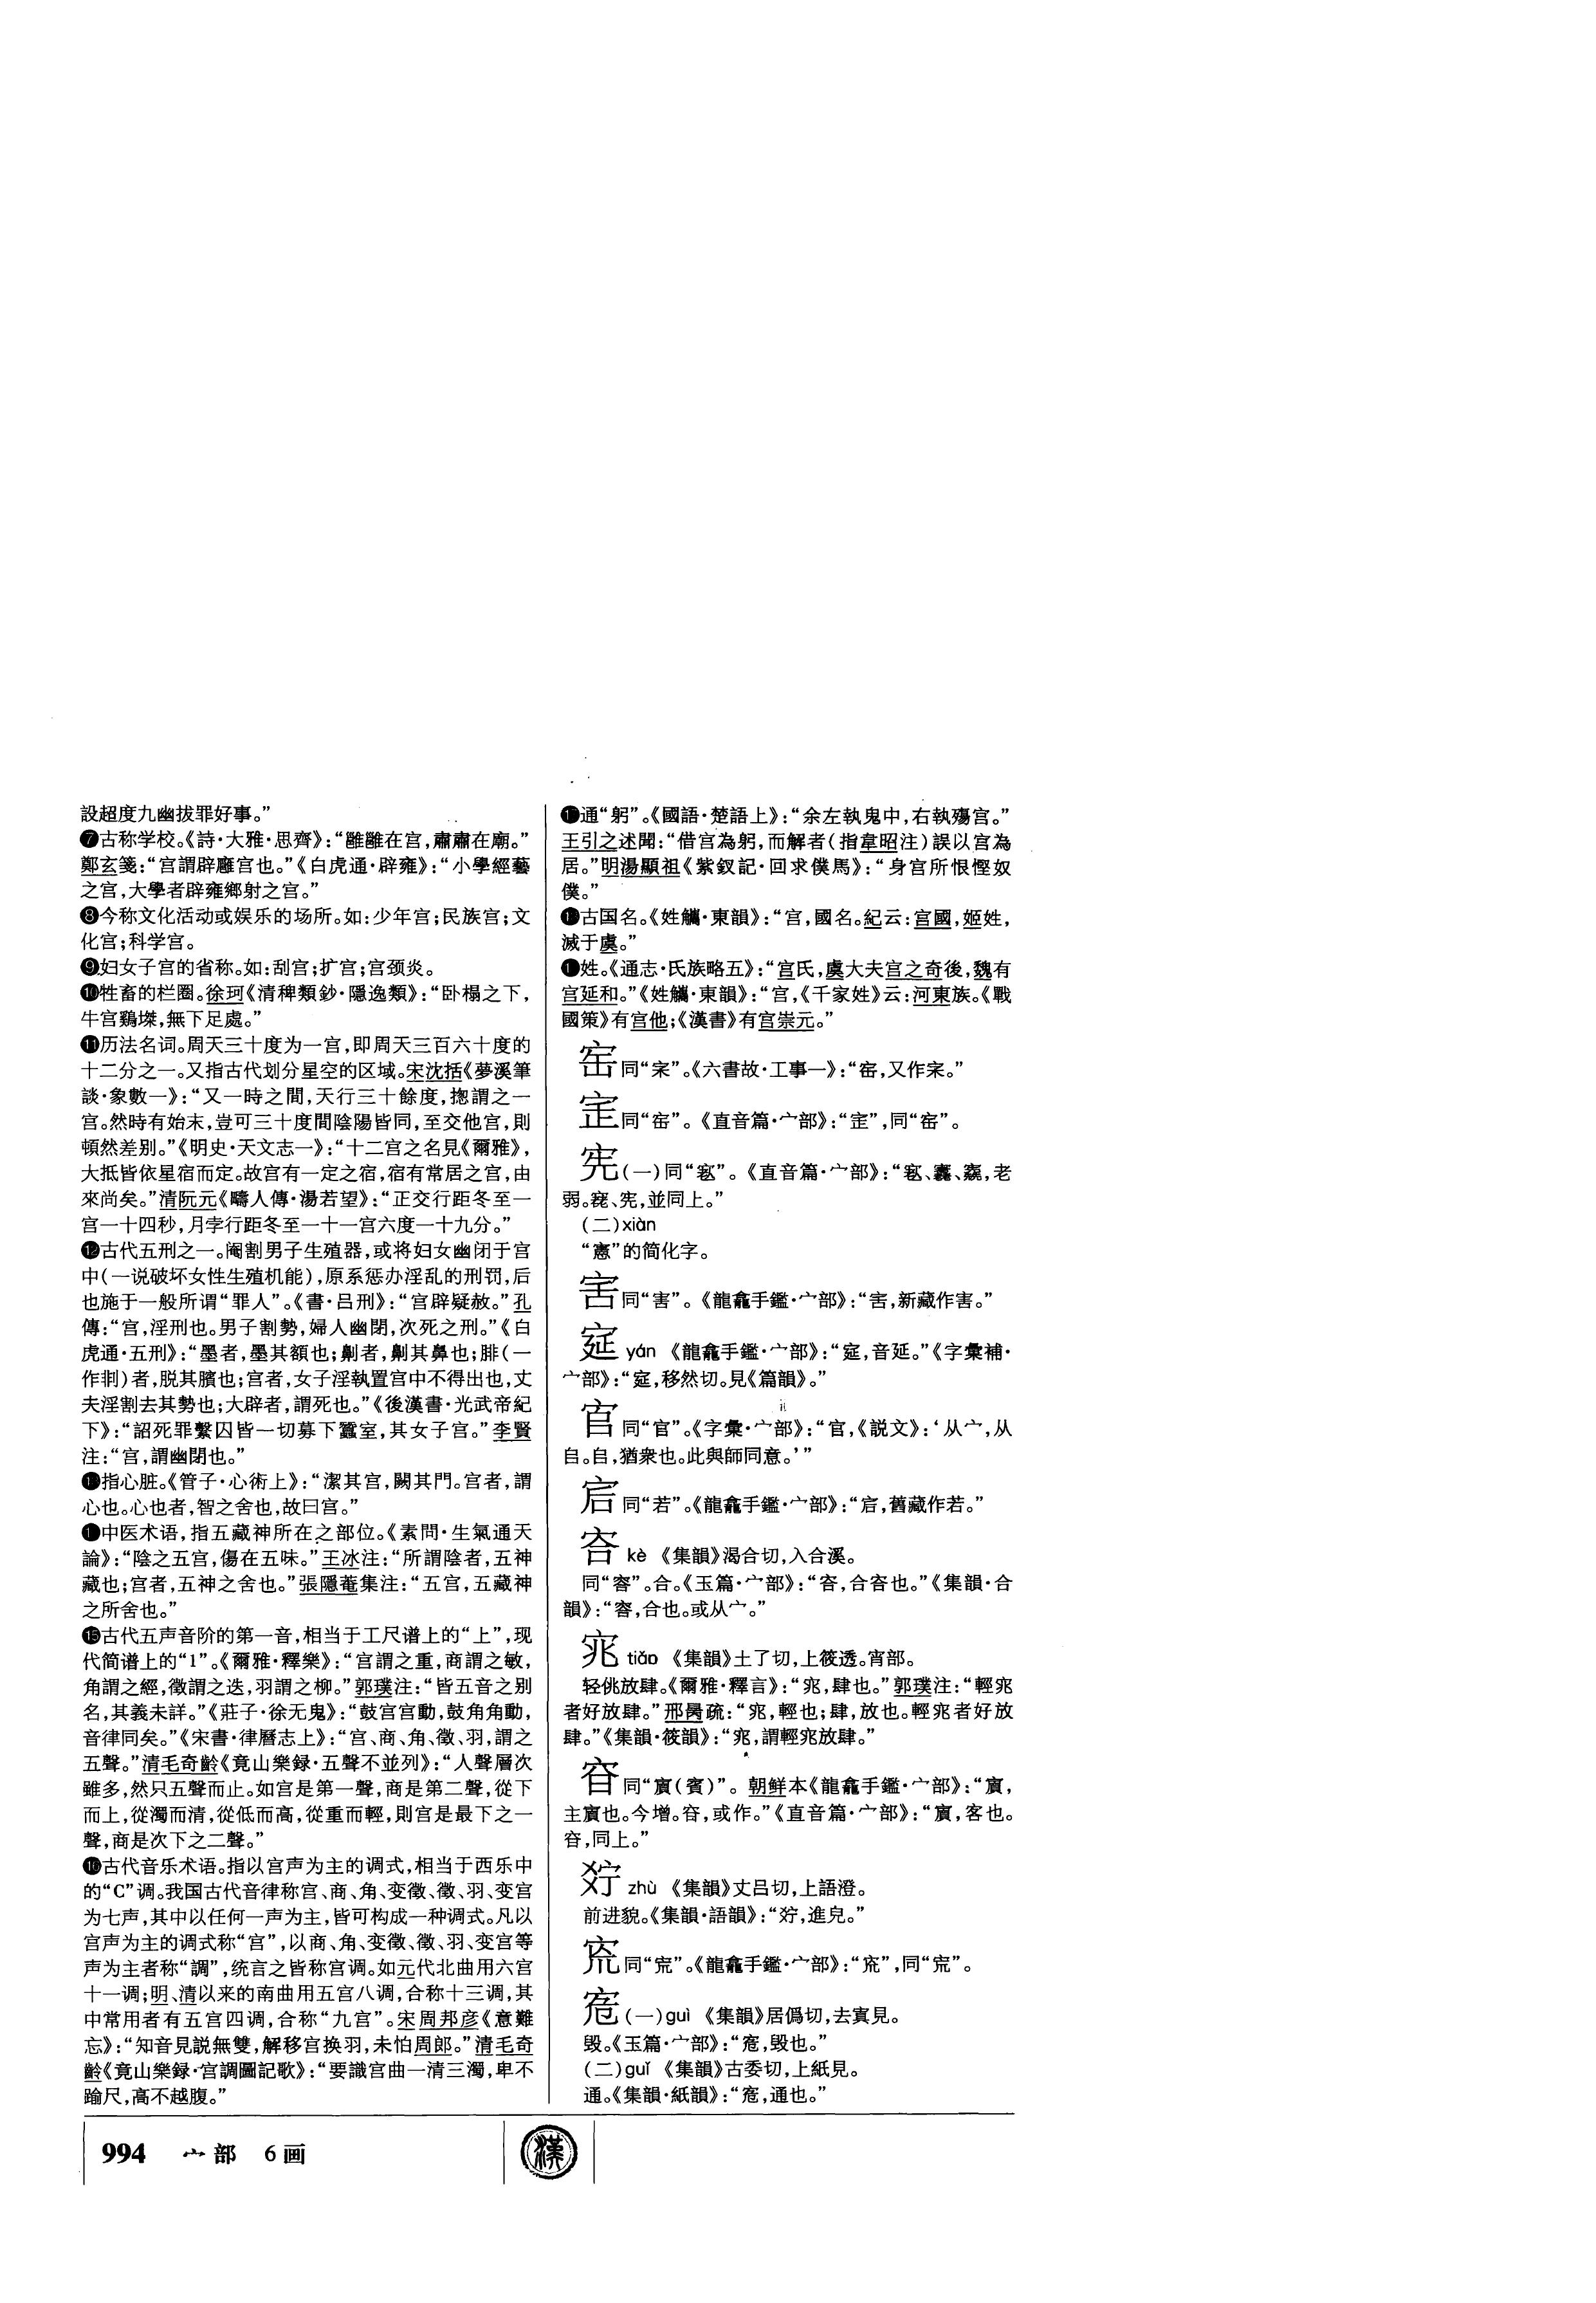 設超度九幽拔罪好事。”
❼古称学校。《詩·大雅·思齊》：“雝雝在宫，肅肅在廟。”
鄭玄箋：“宫謂辟廱宫也。”《白虎通·辟雍》：“小學經藝
之宫，大學者辟雍鄉射之宫。”
❽今称文化活动或娱乐的场所。如：少年宫；民族宫；文
化宫；科学宫。
❾妇女子宫的省称。如：刮宫；扩宫；宫颈炎。
❿牲畜的栏圈。徐珂《清稗類鈔·隱逸類》：“卧榻之下，
牛宫鷄塒，無下足處。”
⓫历法名词。周天三十度为一宫，即周天三百六十度的
十二分之一。又指古代划分星空的区域。宋沈括《夢溪筆
談·象數一》：“又一時之間，天行三十餘度，揔謂之一
宫。然時有始末，豈可三十度間陰陽皆同，至交他宫，則
頓然差别。”《明史·天文志一》：“十二宫之名見《爾雅》，
大抵皆依星宿而定。故宫有一定之宿，宿有常居之宫，由
來尚矣。”清阮元《疇人傳·湯若望》：“正交行距冬至一
宫一十四秒，月孛行距冬至一十一宫六度一十九分。”
⓬古代五刑之一。阉割男子生殖器，或将妇女幽闭于宫
中（一说破坏女性生殖机能），原系惩办淫乱的刑罚，后
也施于一般所谓“罪人”。《書·吕刑》：“宫辟疑赦。”孔
傳：“宫，淫刑也。男子割勢，婦人幽閉，次死之刑。”《白
虎通·五刑》：“墨者，墨其額也；劓者，劓其鼻也；腓（一
作剕）者，脱其臏也；宫者，女子淫執置宫中不得出也，丈
夫淫割去其勢也；大辟者，謂死也。”《後漢書·光武帝紀
下》：“詔死罪繫囚皆一切募下蠶室，其女子宫。”李賢
注：“宫，謂幽閉也。”
指心脏。《管子·心術上》：“潔其宫，闕其門。宫者，謂
心也。心也者，智之舍也，故曰宫。”
中医术语，指五藏神所在之部位。《素問·生氣通天
論》：“陰之五宫，傷在五味。”王冰注：“所謂陰者，五神
藏也；宫者，五神之舍也。”張隱菴集注：“五宫，五藏神
之所舍也。”
⓯古代五声音阶的第一音，相当于工尺谱上的“上”，现
代简谱上的“1”。《爾雅·釋樂》：“宫謂之重，商謂之敏，
角謂之經，徵謂之迭，羽謂之柳。”郭璞注：“皆五音之别
名，其義未詳。”《莊子·徐无鬼》：“鼓宫宫動，鼓角角動，
音律同矣。”《宋書·律曆志上》：“宫、商、角、徵、羽，謂之
五聲。”清毛奇齡《竟山樂録·五聲不並列》：“人聲層次
雖多，然只五聲而止。如宫是第一聲，商是第二聲，從下
而上，從濁而清，從低而高，從重而輕，則宫是最下之一
聲，商是次下之二聲。”
⓰古代音乐术语。指以宫声为主的调式，相当于西乐中
的“C”调。我国古代音律称宫、商、角、变徵、徵、羽、变宫
为七声，其中以任何一声为主，皆可构成一种调式。凡以
宫声为主的调式称“宫”，以商、角、变徵、徵、羽、变宫等
声为主者称“調”，统言之皆称宫调。如元代北曲用六宫
十一调；明、清以来的南曲用五宫八调，合称十三调，其
中常用者有五宫四调，合称“九宫”。宋周邦彦《意難
忘》：“知音見説無雙，解移宫换羽，未怕周郎。”清毛奇
齡《竟山樂録·宫調圖記歌》：“要識宫曲一清三濁，卑不
踰尺，高不越腹。”
通“躬”。《國語·楚語上》：“余左執鬼中，右執殤宫。”
王引之述聞：“借宫為躬，而解者（指韋昭注）誤以宫為
居。”明湯顯祖《紫釵記·回求僕馬》：“身宫所恨慳奴
僕。”
古国名。《姓觿·東韻》：“宫，國名。紀云：宫國，姬姓，
滅于虞。”
姓。《通志·氏族略五》：“宫氏，虞大夫宫之奇後，魏有
宫延和。”《姓觿·東韻》：“宫，《千家姓》云：河東族。《戰
國策》有宫他；《漢書》有宫崇元。”
同“宩”。《六書故·工事一》：“又作宩。”
同《直音篇·宀部》：同
宪（一）同《直音篇·宀部》：老
弱。宪，並同上。”
（二）xiàn
“憲”的简化字。
同“害”。《龍龕手鑑·宀部》：新藏作害。”
yán 《龍龕手鑑·宀部》：音延。”《字彙補·
宀部》：移然切。見《篇韻》。”
同“官”。《字彙·宀部》：《説文》：‘从宀，从
𠂤。𠂤，猶衆也。此與師同意。’”
同“若”。《龍龕手鑑·宀部》：舊藏作若。”
kè 《集韻》渴合切，入合溪。
合。《玉篇·宀部》：合也。”《集韻·合
韻》：合也。或从宀。”
宨 tiǎo 《集韻》土了切，上篠透。宵部。
轻佻放肆。《爾雅·釋言》：“宨，肆也。”郭璞注：“輕宨
者好放肆。”邢昺疏：“宨，輕也；肆，放也。輕宨者好放
肆。”《集韻·篠韻》：“宨，謂輕宨放肆。”
同“賔（賓）”。朝鲜本《龍龕手鑑·宀部》：“賔，
主賔也。今增。或作。”《直音篇·宀部》：“賔，客也。
同上。”
zhù 《集韻》丈吕切，上語澄。
前进貌。《集韻·語韻》：進皃。”
同《龍龕手鑑·宀部》：同
㧪（一）guì 《集韻》居僞切，去寘見。
毁。《玉篇·宀部》：毁也。”
（二）guǐ 《集韻》古委切，上紙見。
通。《集韻·紙韻》：通也。”
994 宀部 6画
漢